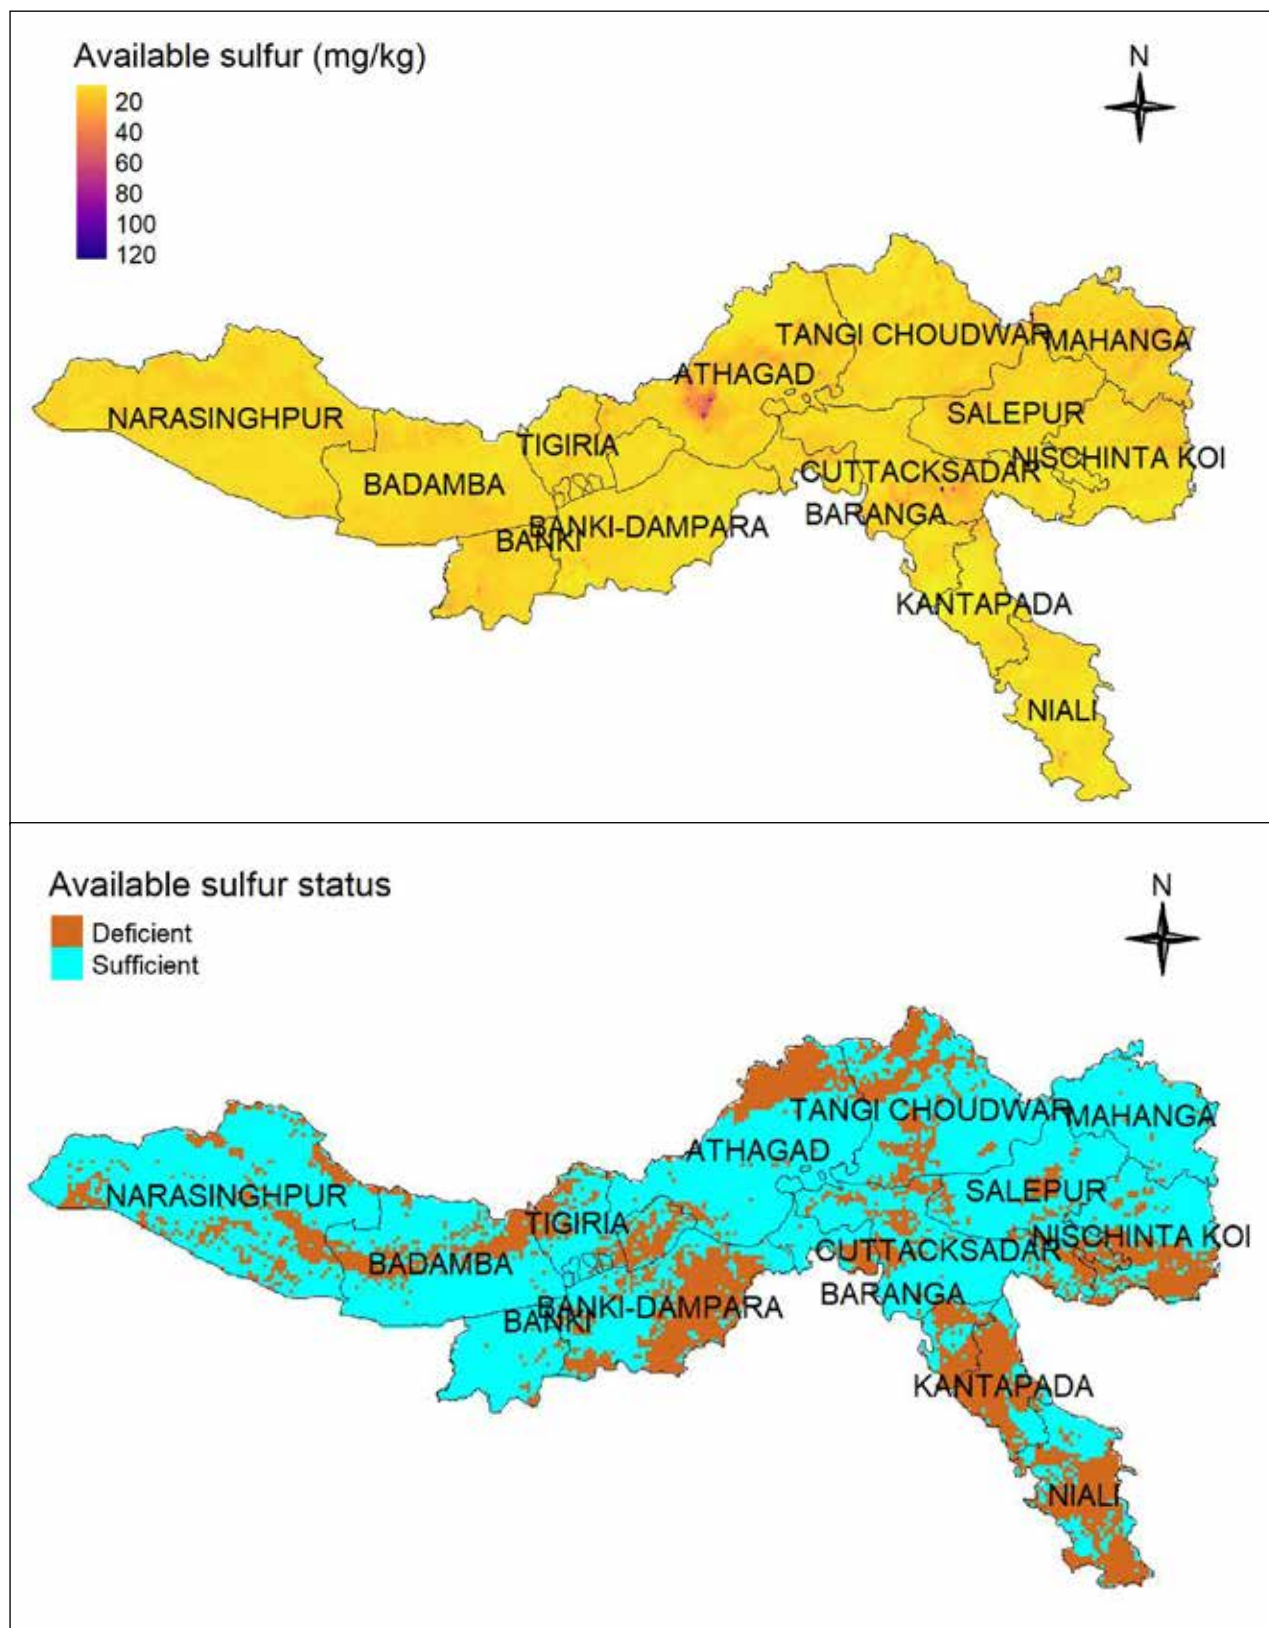 Available sulfur (mg/kg)
20
40
60
80
100
120
N
TANGI CHOUDWAR
MAHANGA
ATHAGAD
NARASINGHPUR
SALEPUR
TIGIRIA
NISCHINTA KOI
CUTTACKSADAR
BADAMBA
BARANGA
BANKI-DAMPARA
BANKI
KANTAPADA
NIALI
Available sulfur status
N
Deficient
Sufficient
TANGI CHOUDWAR
MAHANGA
ATHAGAD
NARASINGHPUR
SALEPUR
TIGIRIA
NISCHINTA KOI
CUTTACKSADAR
BADAMBA
BARANGA
BANKI-DAMPARA
BANKI
KANTAPADA
NIALI